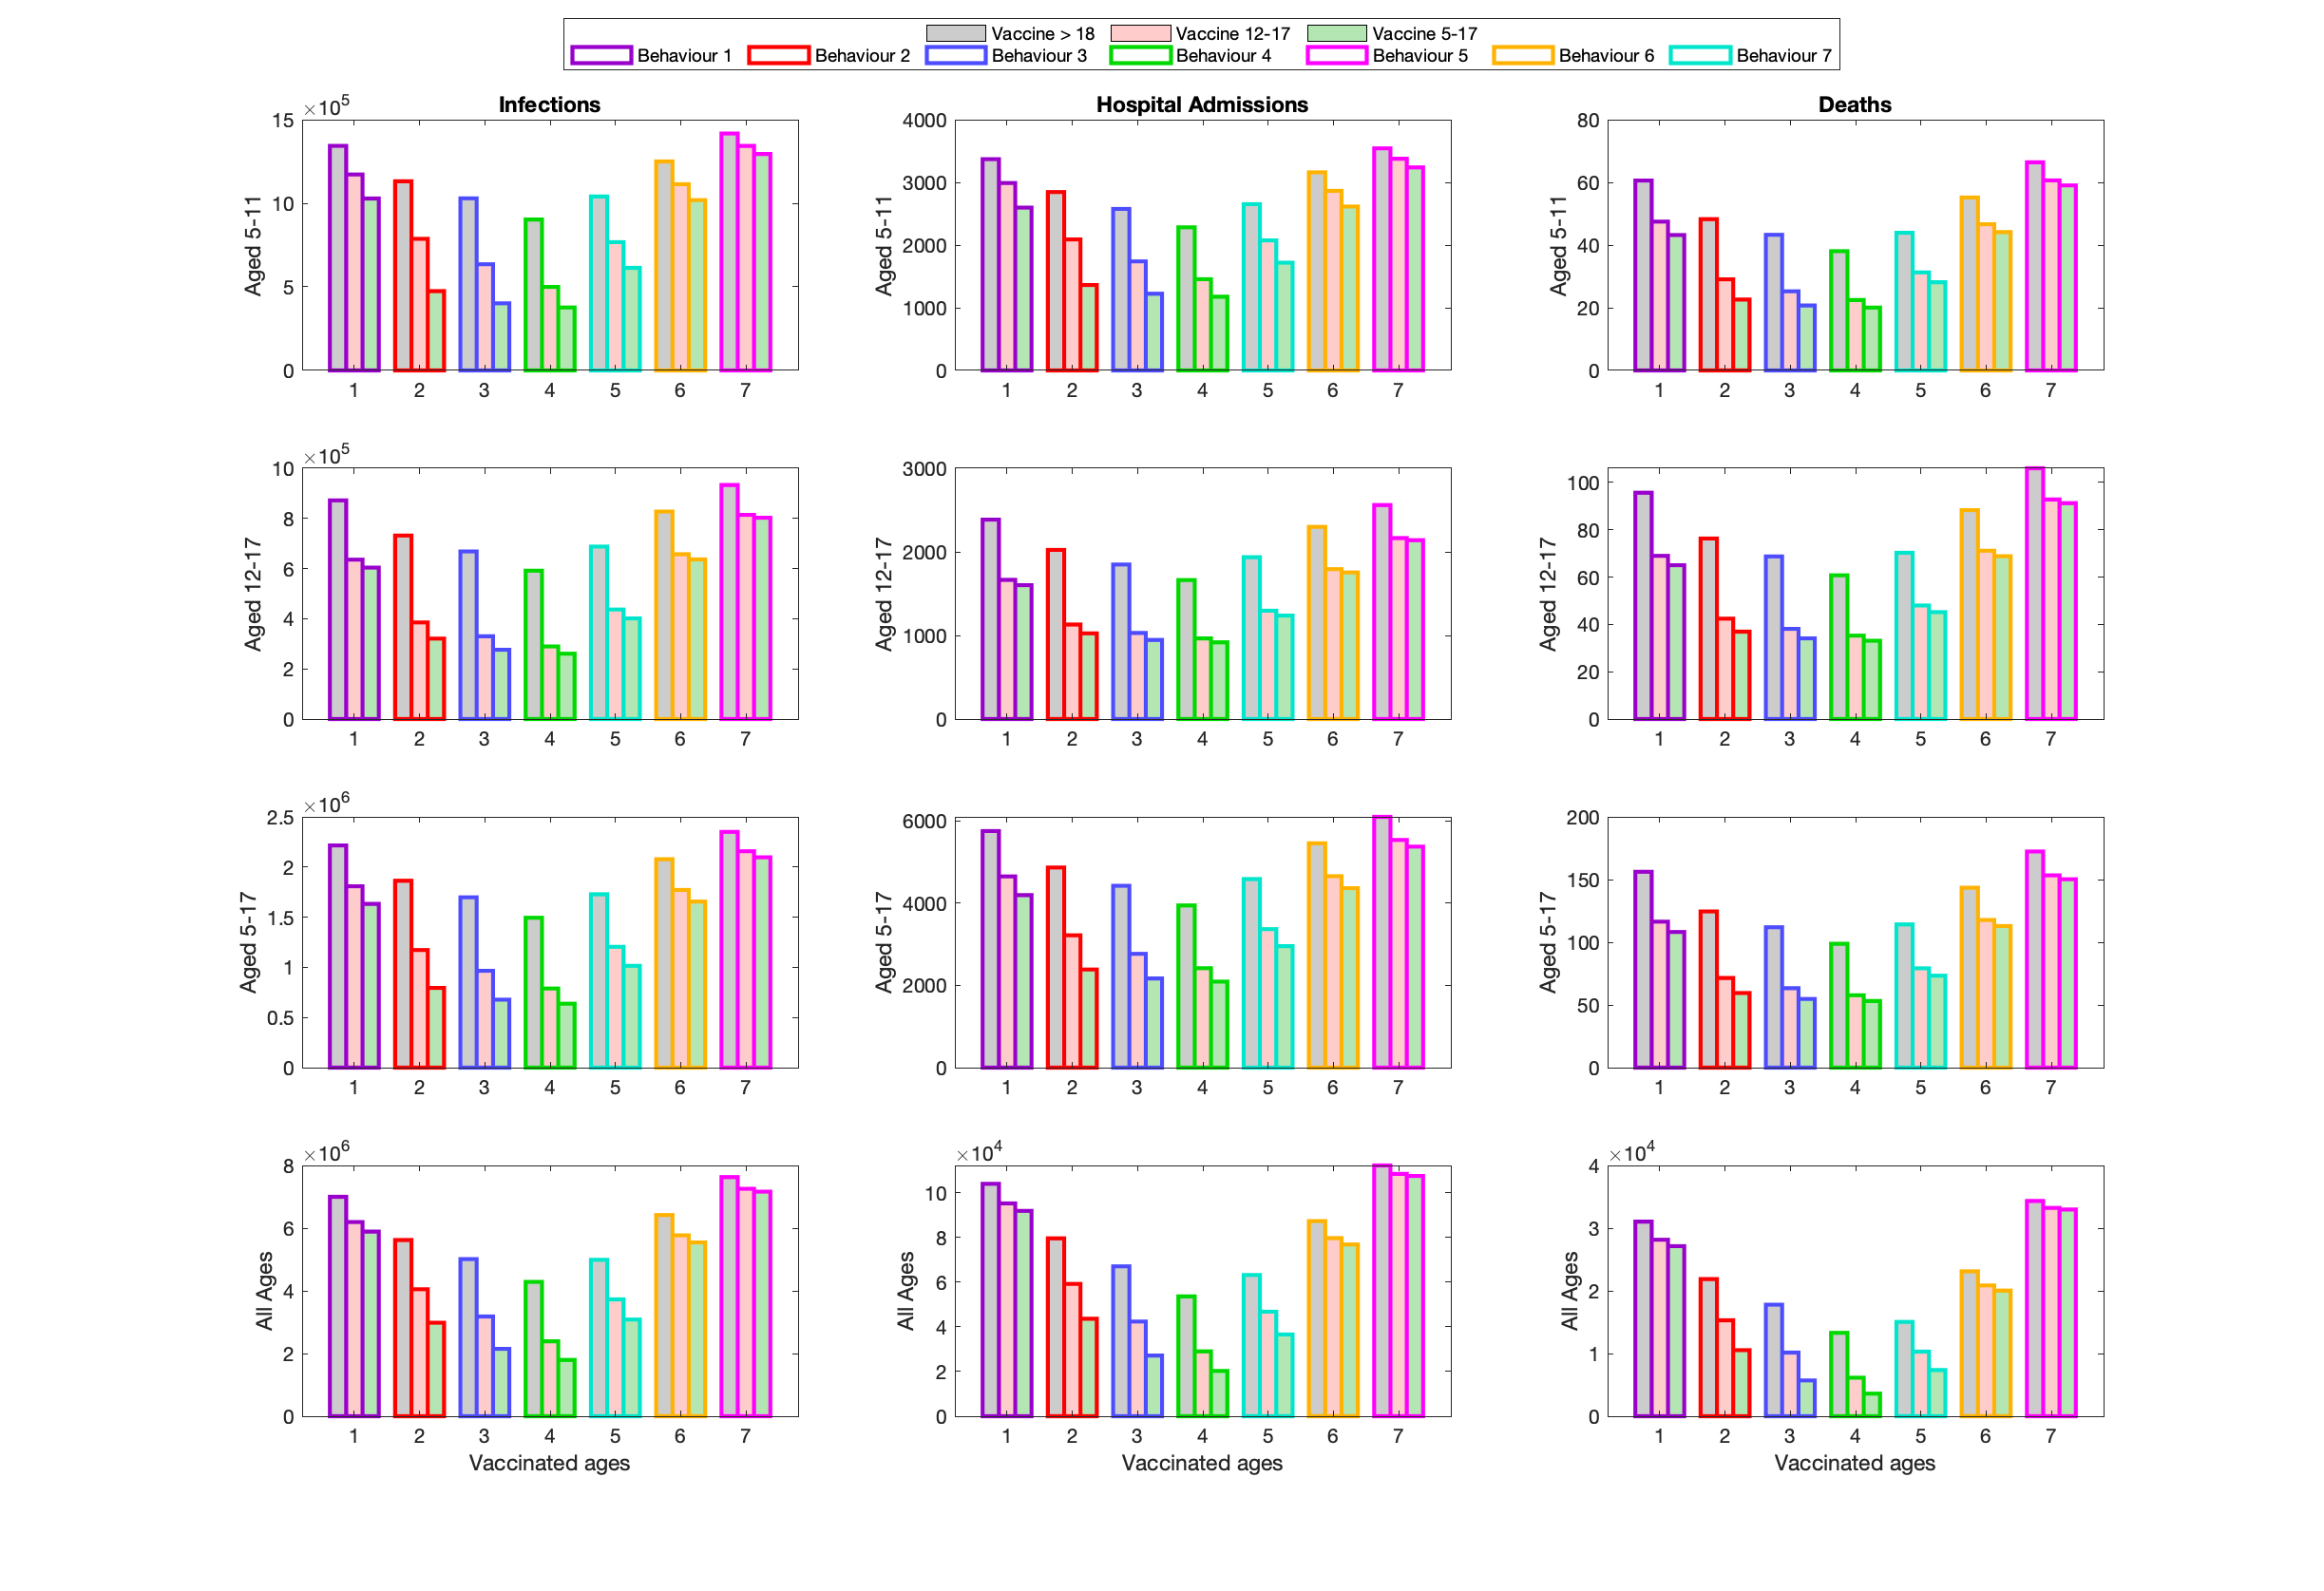 Vaccine > 18 Vaccine 12-17 Vaccine 5-17
Behaviour 1 Behaviour 2 Behaviour 3 Behaviour 4 Behaviour 5 Behaviour 6 Behaviour 7
Infections
×10^5
Aged 5-11
15
10
5
0
1 2 3 4 5 6 7
Hospital Admissions
Aged 5-11
4000
3000
2000
1000
0
1 2 3 4 5 6 7
Deaths
Aged 5-11
80
60
40
20
0
1 2 3 4 5 6 7
×10^5
Aged 12-17
10
8
6
4
2
0
1 2 3 4 5 6 7
Aged 12-17
3000
2000
1000
0
1 2 3 4 5 6 7
Aged 12-17
100
80
60
40
20
0
1 2 3 4 5 6 7
×10^6
Aged 5-17
2.5
2
1.5
1
0.5
0
1 2 3 4 5 6 7
Aged 5-17
6000
4000
2000
0
1 2 3 4 5 6 7
Aged 5-17
200
150
100
50
0
1 2 3 4 5 6 7
×10^6
All Ages
8
6
4
2
0
1 2 3 4 5 6 7
Vaccinated ages
×10^4
All Ages
10
8
6
4
2
0
1 2 3 4 5 6 7
Vaccinated ages
×10^4
All Ages
4
3
2
1
0
1 2 3 4 5 6 7
Vaccinated ages